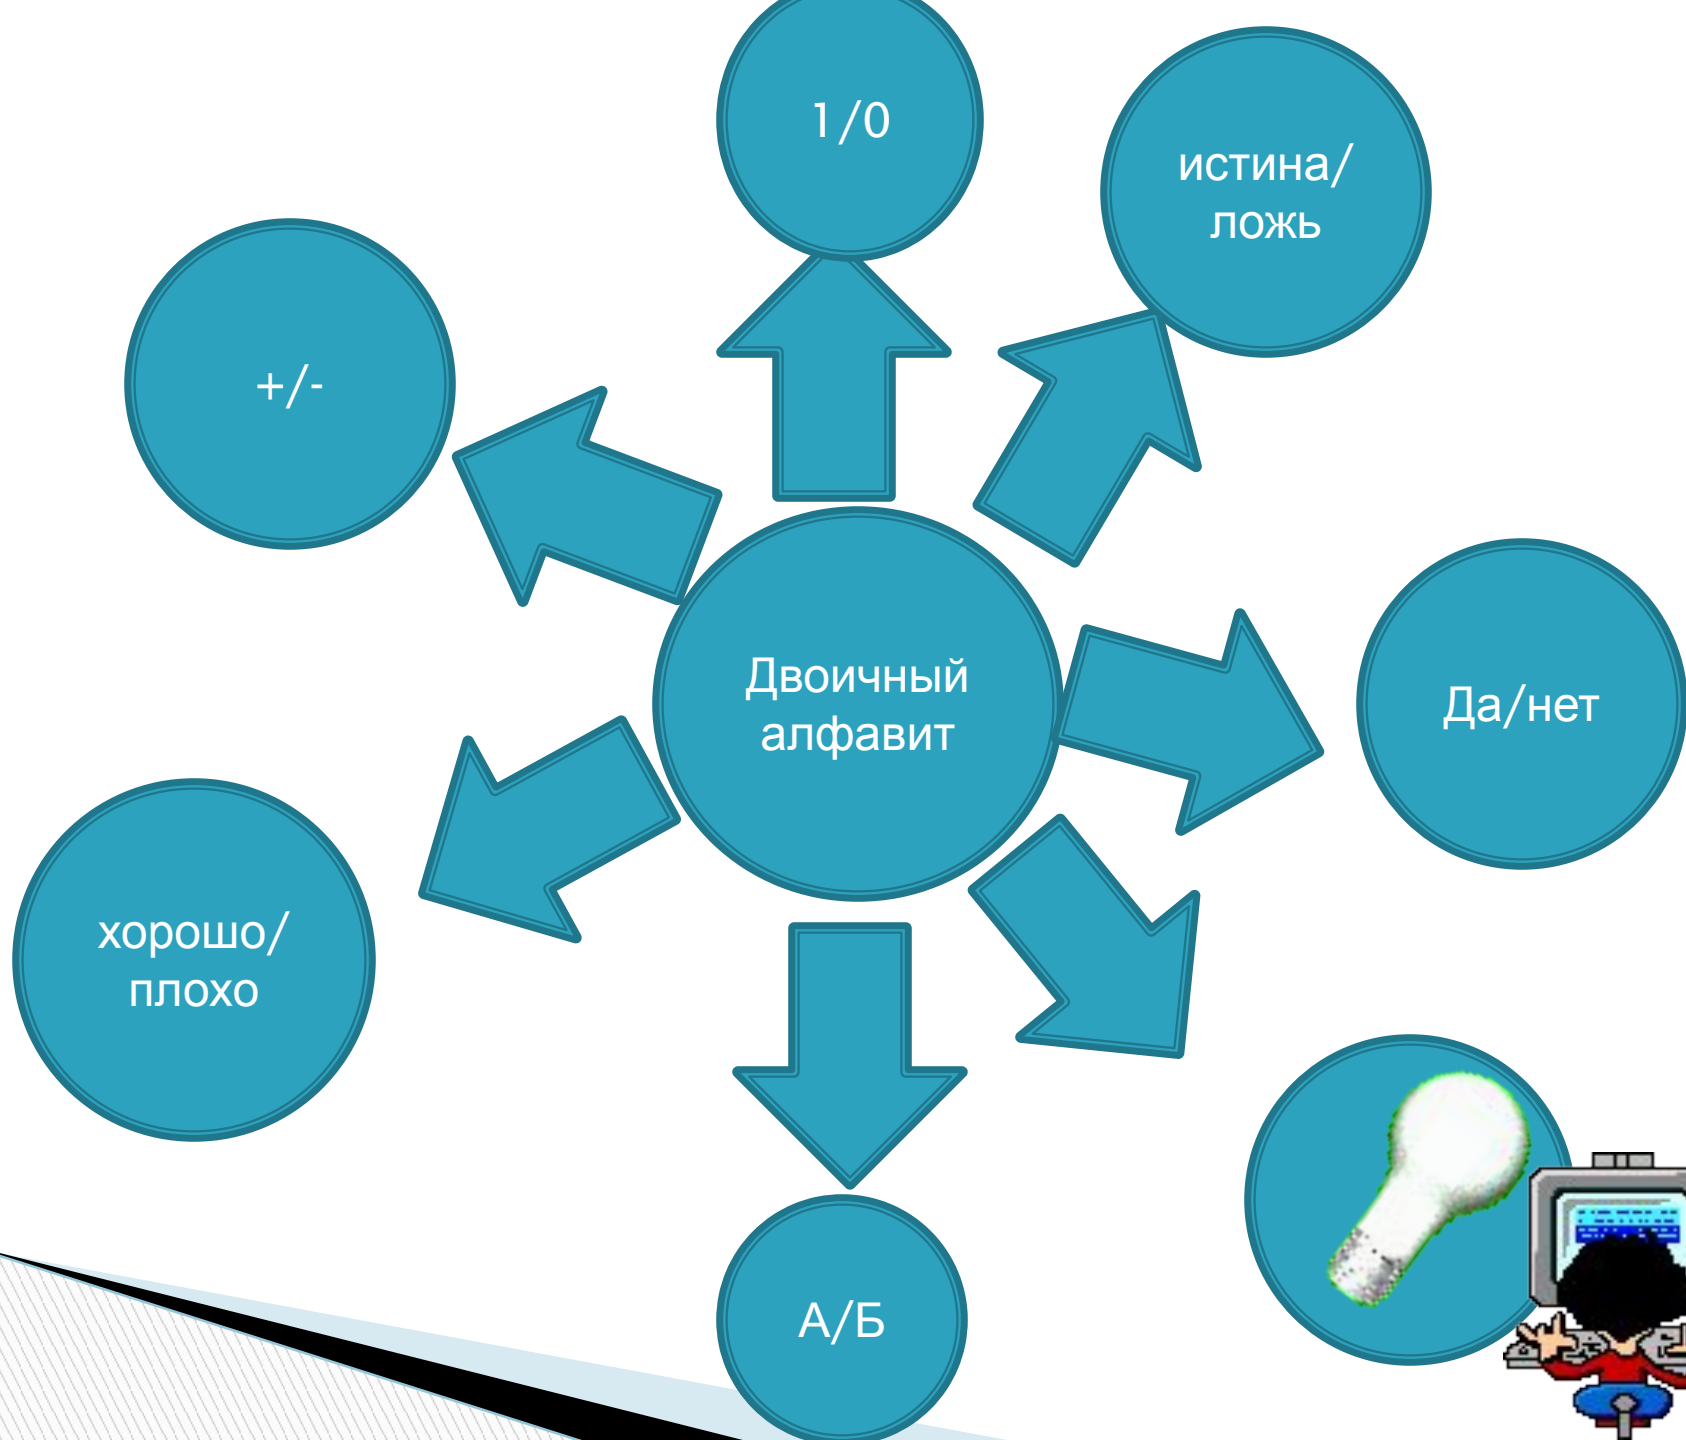 1/0
истина/
ложь
+/-
Двоичный
алфавит
Да/нет
хорошо/
плохо
А/Б